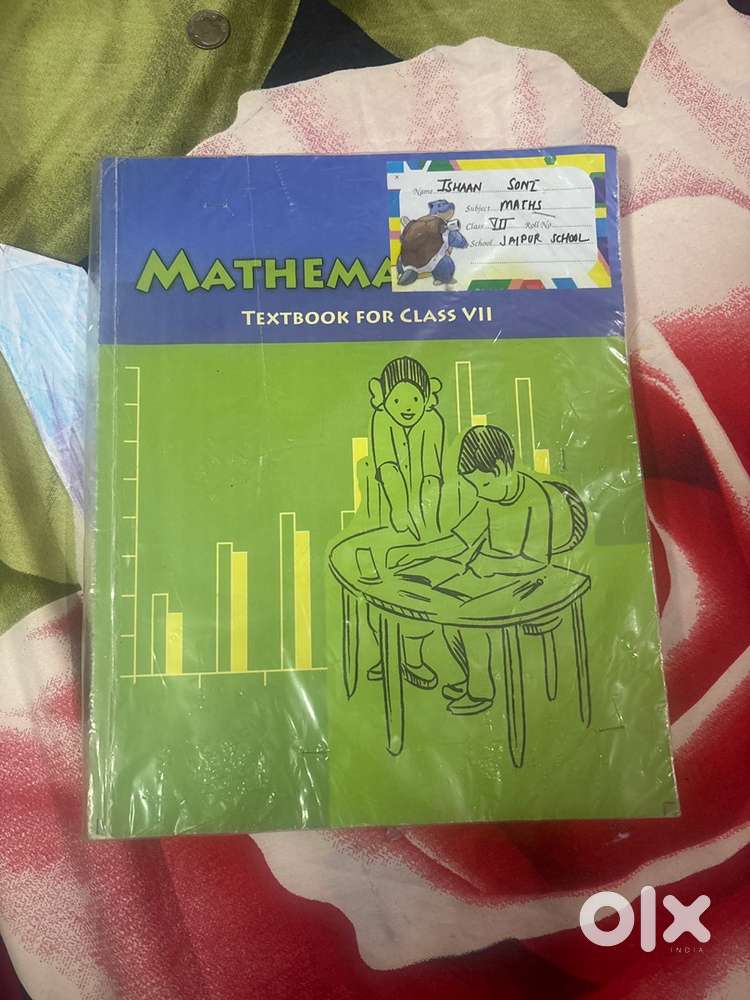 Name ISHAAN SONI
Subject MATHS
Class VII Roll No.
School JAIPUR SCHOOL
MATHEMA
TEXTBOOK FOR CLASS VII
olx
INDIA